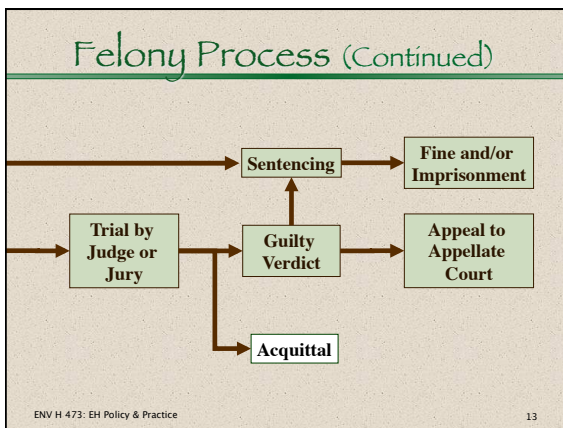 Felony Process (Continued)
Sentencing
Fine and/or
Imprisonment
Trial by
Judge or
Jury
Guilty
Verdict
Appeal to
Appellate
Court
Acquittal
ENV H 473: EH Policy & Practice
13